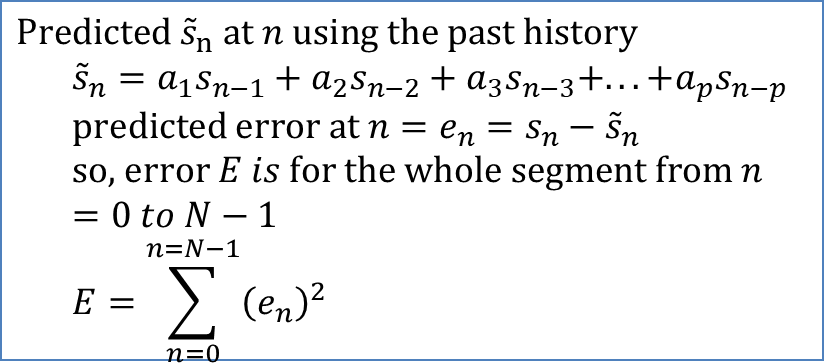 Predicted s̃ₙ at n using the past history
s̃ₙ = a₁sₙ₋₁ + a₂sₙ₋₂ + a₃sₙ₋₃+...+aₚsₙ₋ₚ
predicted error at n = eₙ = sₙ − s̃ₙ
so, error E is for the whole segment from n
= 0 to N − 1
n=N−1
E = ∑ (eₙ)²
n=0